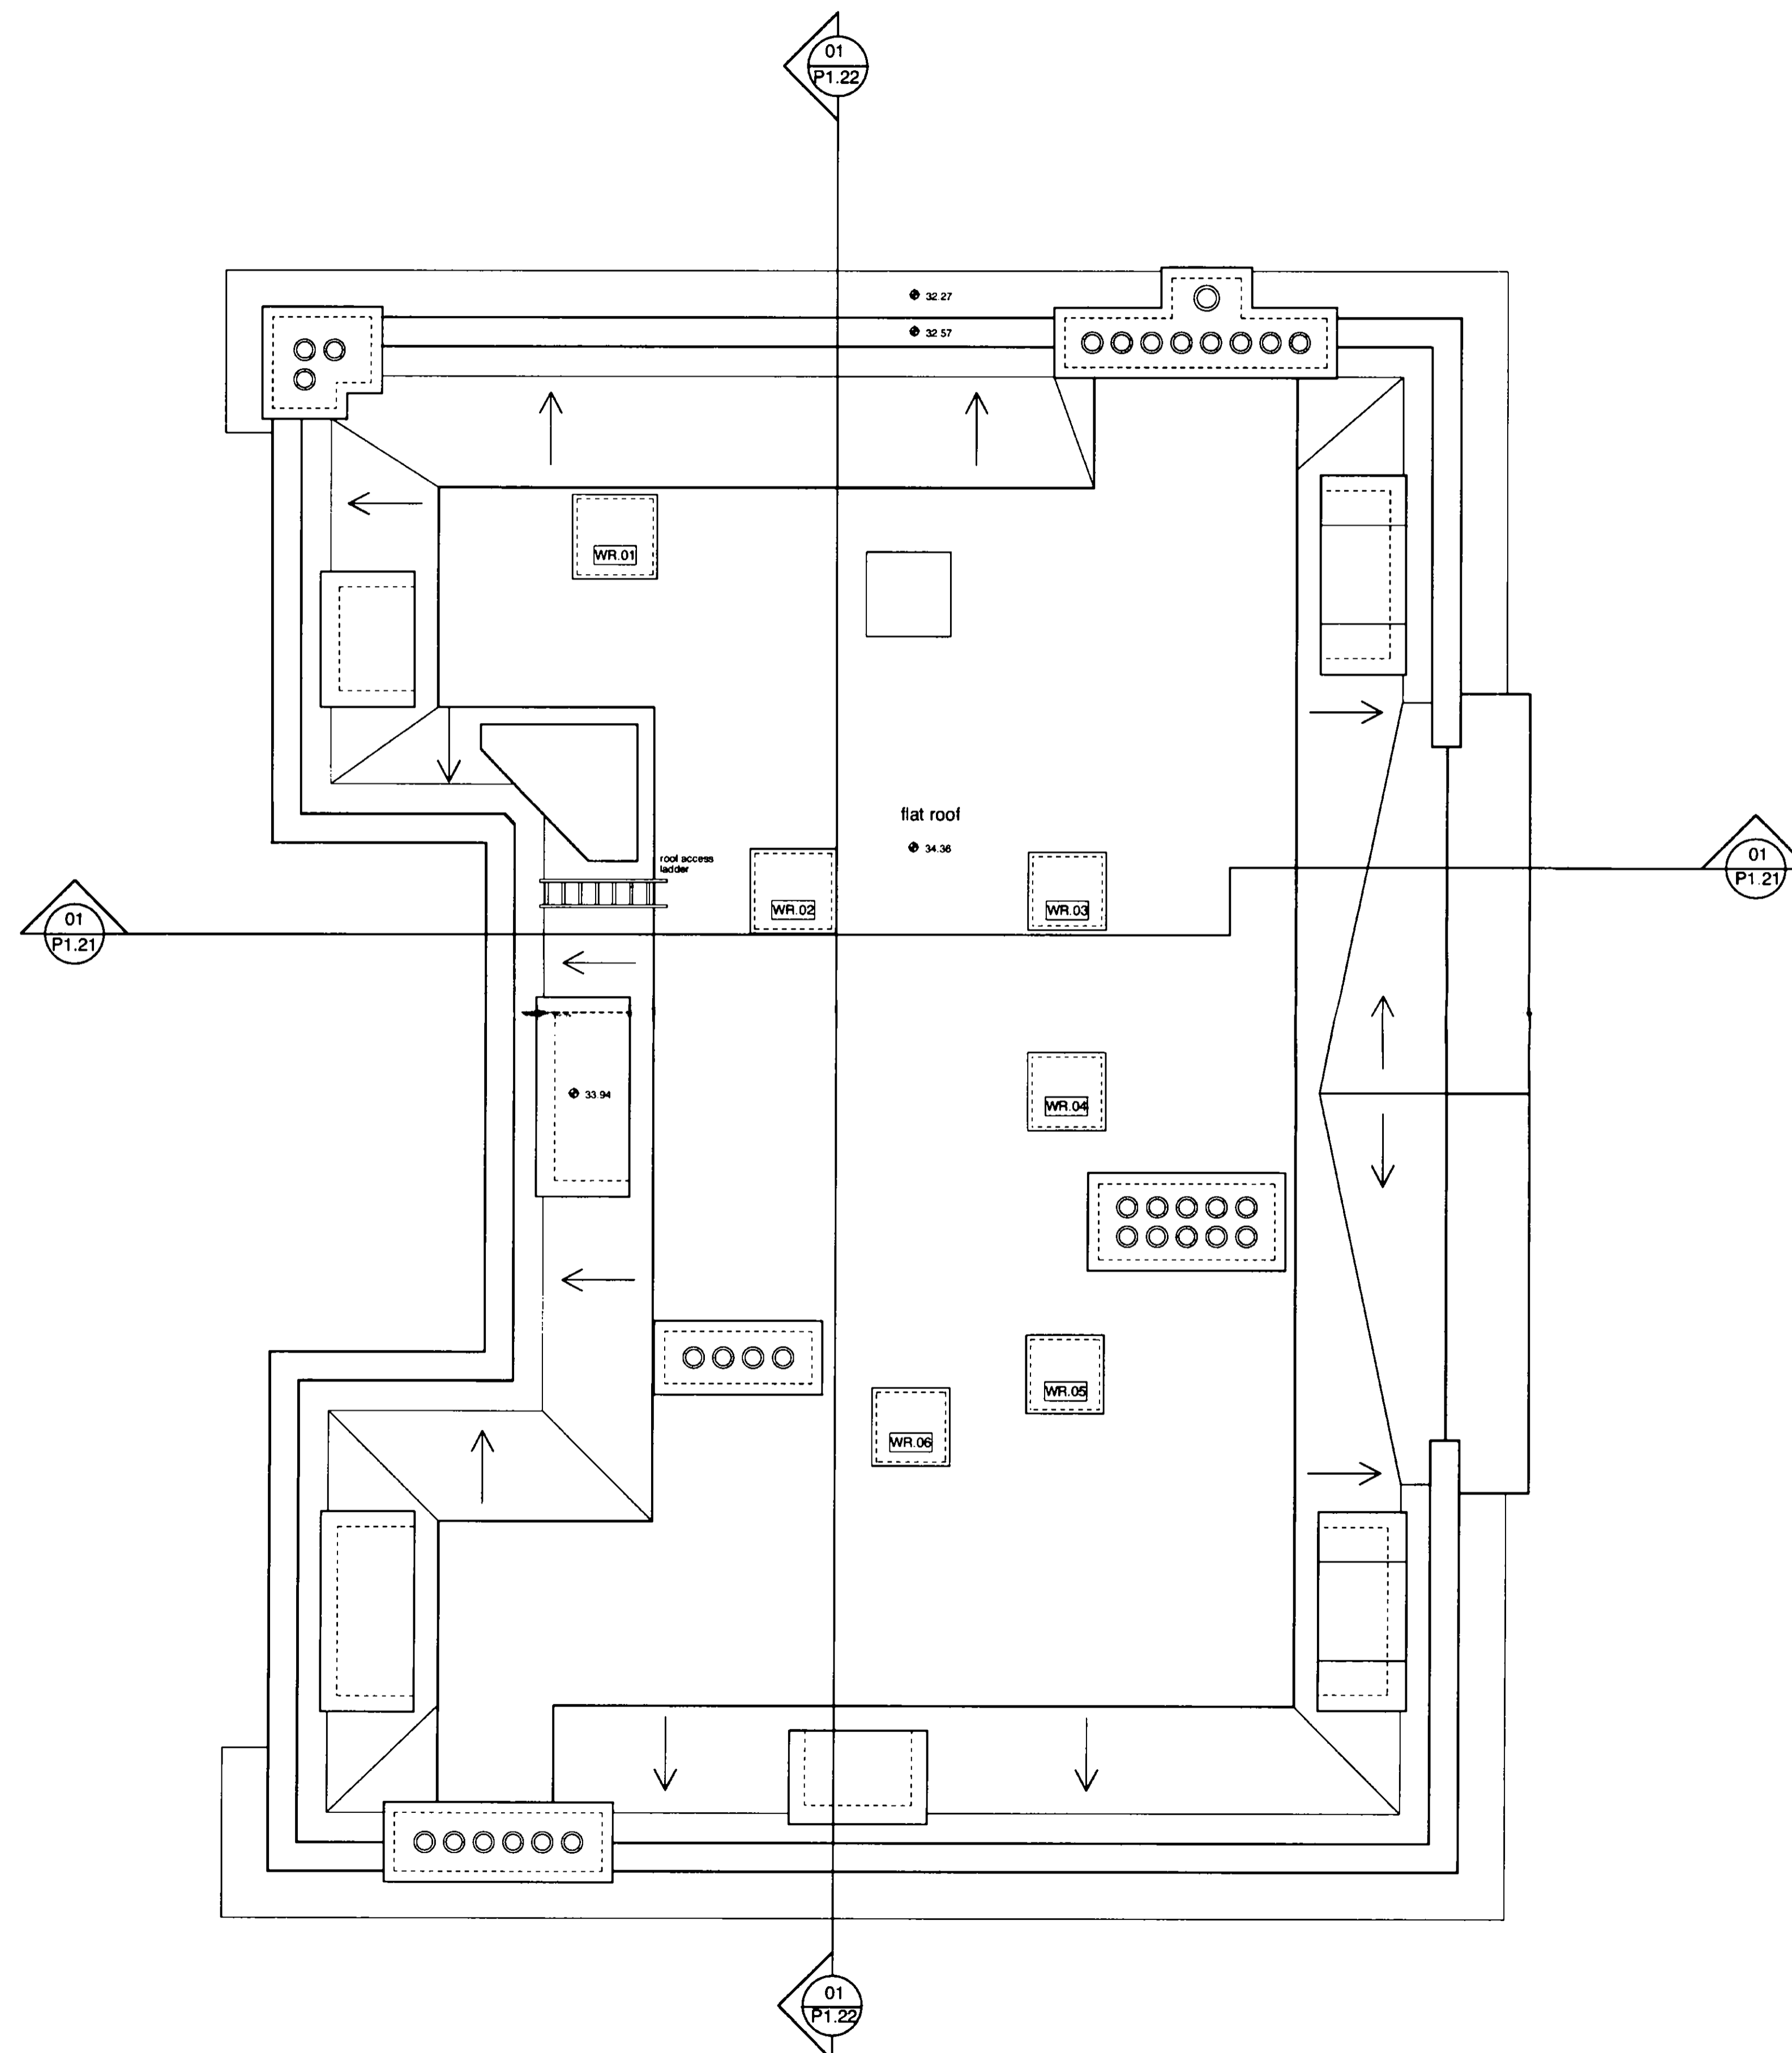 01
P1.22
32.27
32.57
WR.01
flat roof
34.36
roof access
ladder
01
P1.21
WR.02
WR.03
01
P1.21
33.94
WR.04
WR.05
WR.06
01
P1.22